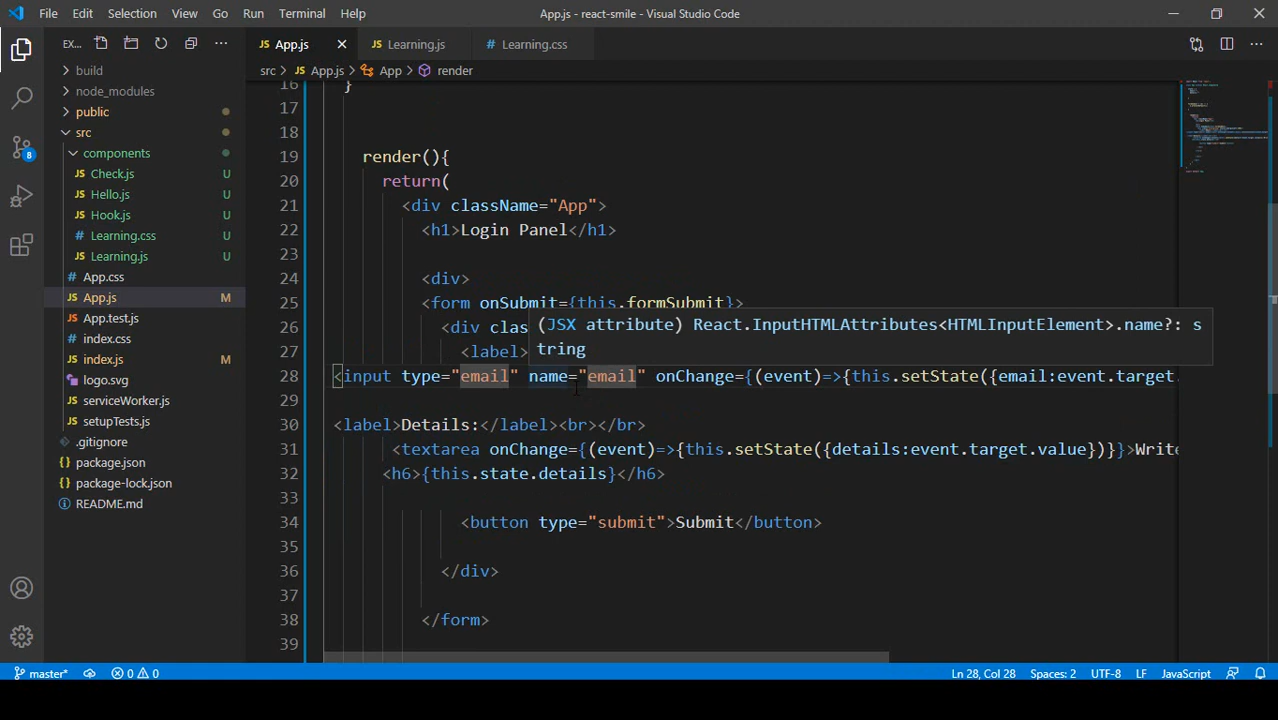 File Edit Selection View Go Run Terminal Help App.js - react-smile - Visual Studio Code
EX... App.js Learning.js Learning.css
src > App.js > App > render
build
node_modules
public
src
components
Check.js U
Hello.js U
Hook.js U
Learning.css U
Learning.js U
App.css
App.js M
App.test.js
index.css
index.js M
logo.svg
serviceWorker.js
setupTests.js
.gitignore
package.json
package-lock.json
README.md
8
16 }
17
18
19 render(){
20 return(
21 <div className="App">
22 <h1>Login Panel</h1>
23
24 <div>
25 <form onSubmit={this.formSubmit}>
26 <div clas
(JSX attribute) React.InputHTMLAttributes<HTMLInputElement>.name?: s
tring
27 <label>
28 <input type="email" name="email" onChange={(event)=>{this.setState({email:event.target.
29
30 <label>Details:</label><br></br>
31 <textarea onChange={(event)=>{this.setState({details:event.target.value})}}>Write
32 <h6>{this.state.details}</h6>
33
34 <button type="submit">Submit</button>
35
36 </div>
37
38 </form>
39
master* 0 0 Ln 28, Col 28 Spaces: 2 UTF-8 LF JavaScript